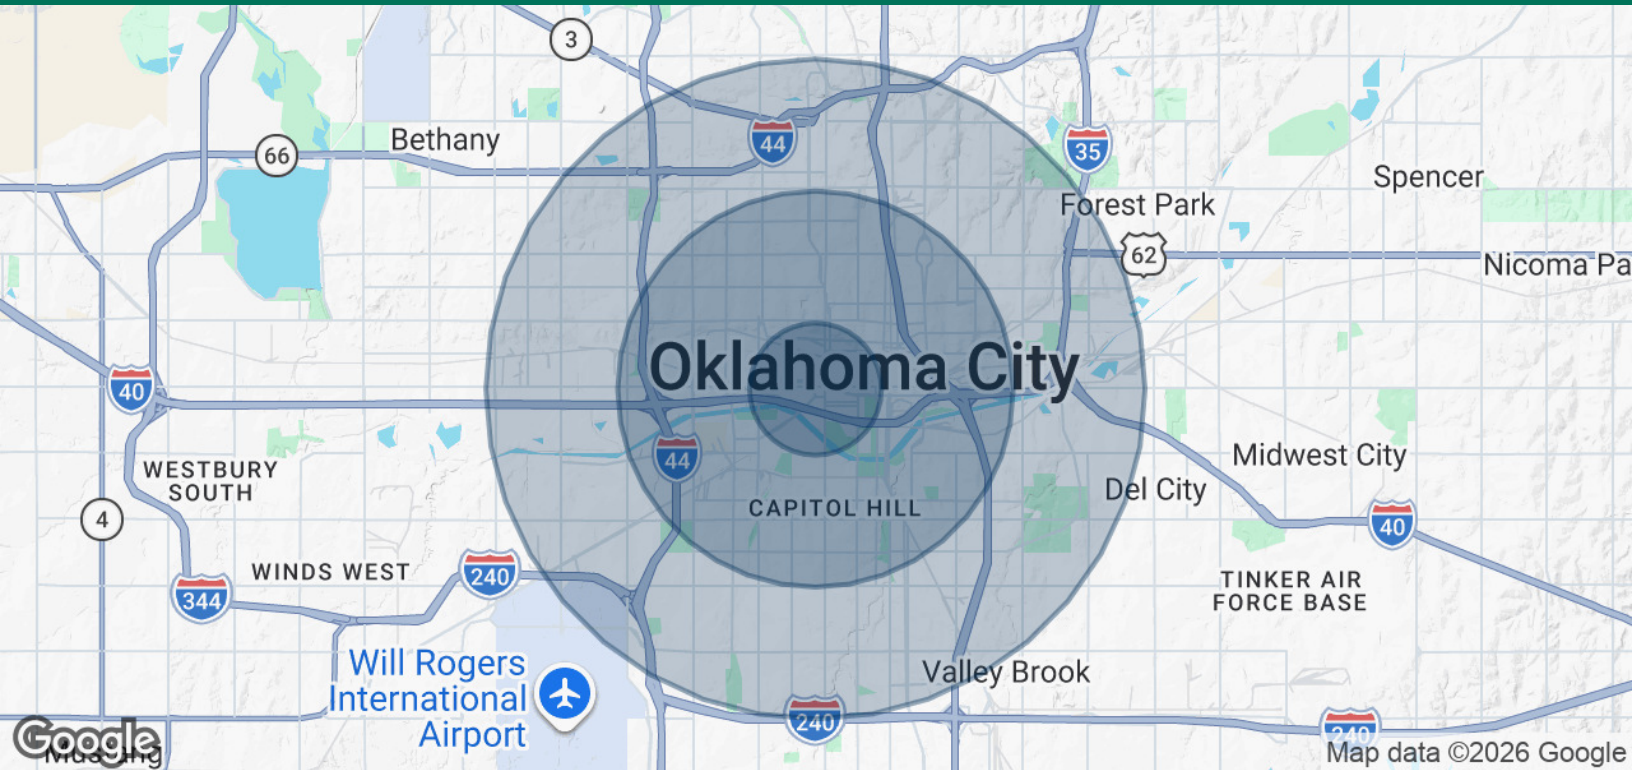 3
44
66
Bethany
35
Spencer
Forest Park
62
Nicoma Pa
Oklahoma City
40
44
WESTBURY
SOUTH
Midwest City
Del City
CAPITOL HILL
4
40
WINDS WEST
240
344
TINKER AIR
FORCE BASE
Will Rogers
International
Airport
Valley Brook
240
240
Google
Mustang
Map data ©2026 Google